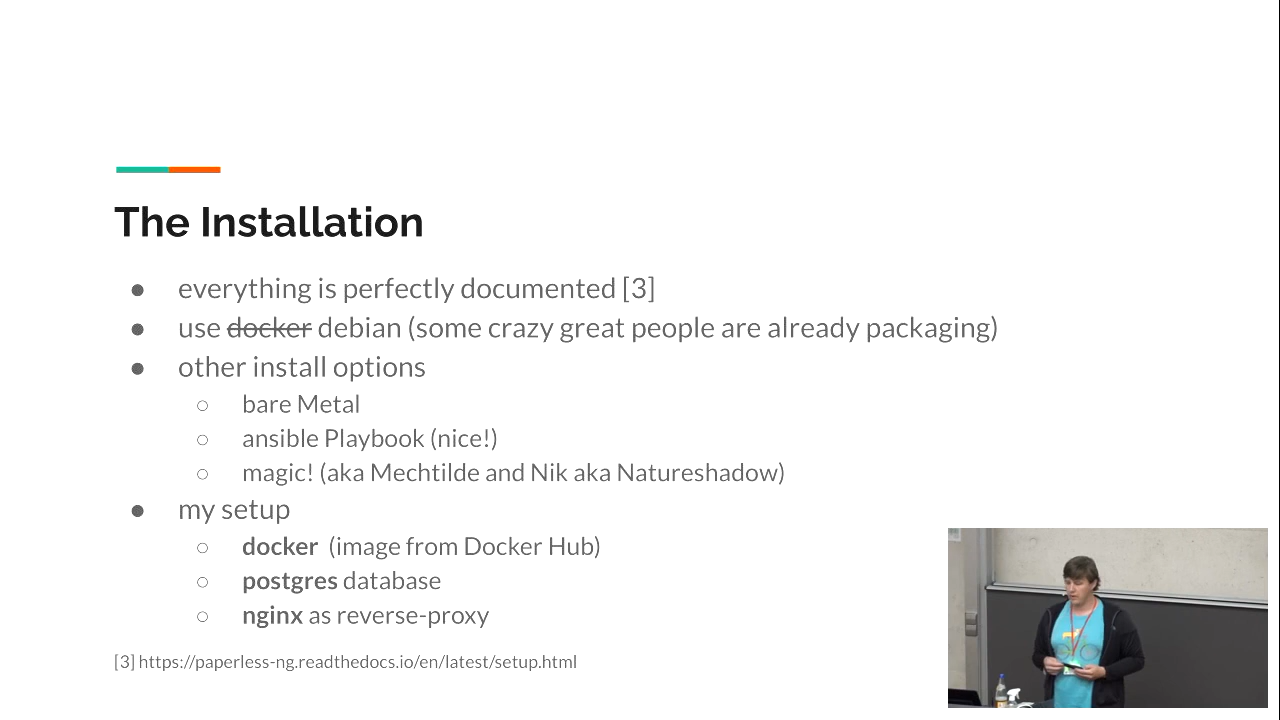 The Installation
● everything is perfectly documented [3]
● use docker debian (some crazy great people are already packaging)
● other install options
○ bare Metal
○ ansible Playbook (nice!)
○ magic! (aka Mechtilde and Nik aka Natureshadow)
● my setup
○ docker (image from Docker Hub)
○ postgres database
○ nginx as reverse-proxy
[3] https://paperless-ng.readthedocs.io/en/latest/setup.html